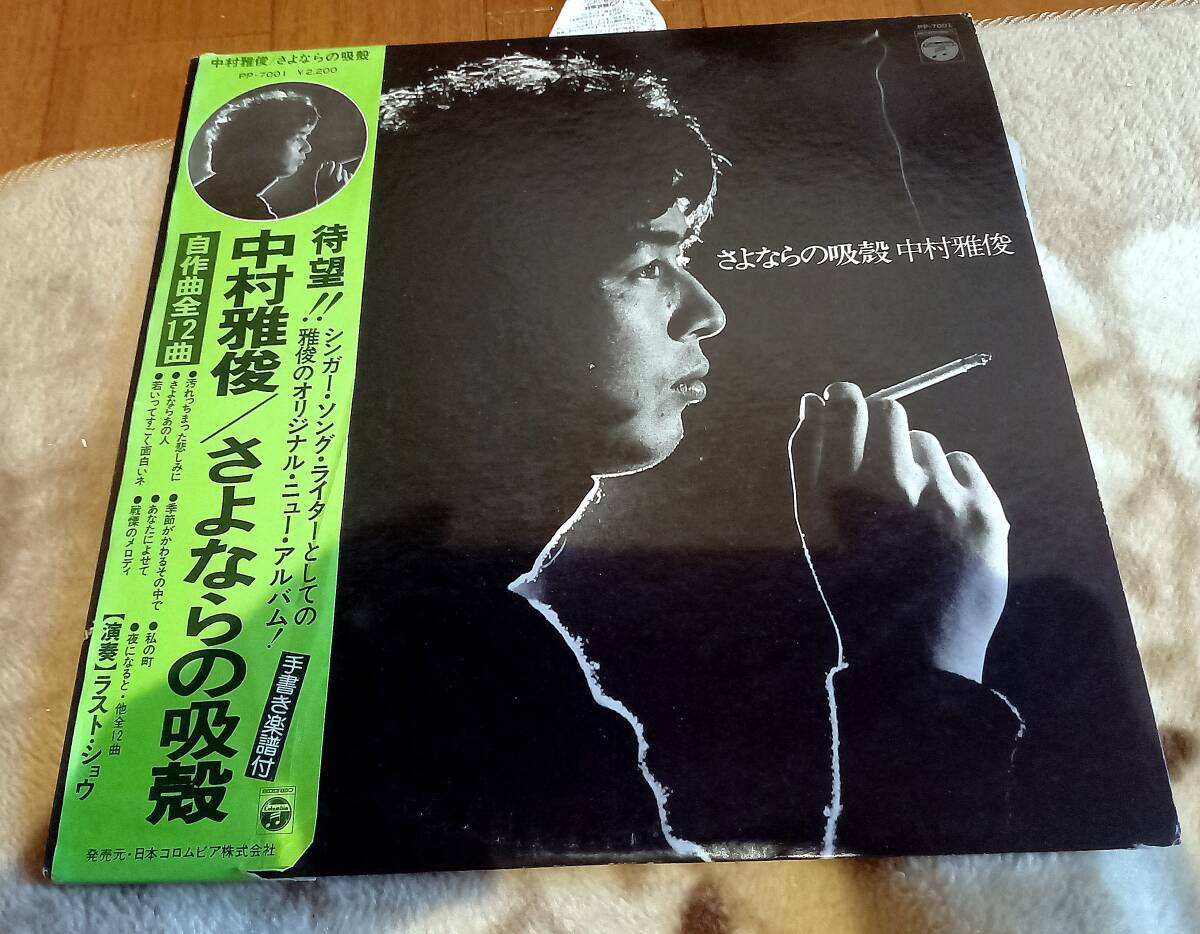 中村雅俊/さよならの吸殻
PP-7001 ¥2,200
待望!!
シンガー・ソング・ライターとしての
雅俊のオリジナル・ニュー・アルバム!
中村雅俊/さよならの吸殻
自作曲全12曲
●汚れっちまった悲しみに
●さよならあの人
●若いってすごく面白いネ
●季節がかわるその中で
●あなたによせて
●戦慄のメロディ
●私の町
●夜になると・他全12曲
【演奏】ラスト・ショウ
手書き楽譜付
Columbia
発売元・日本コロムビア株式会社
PP-7001
さよならの吸殻 中村雅俊